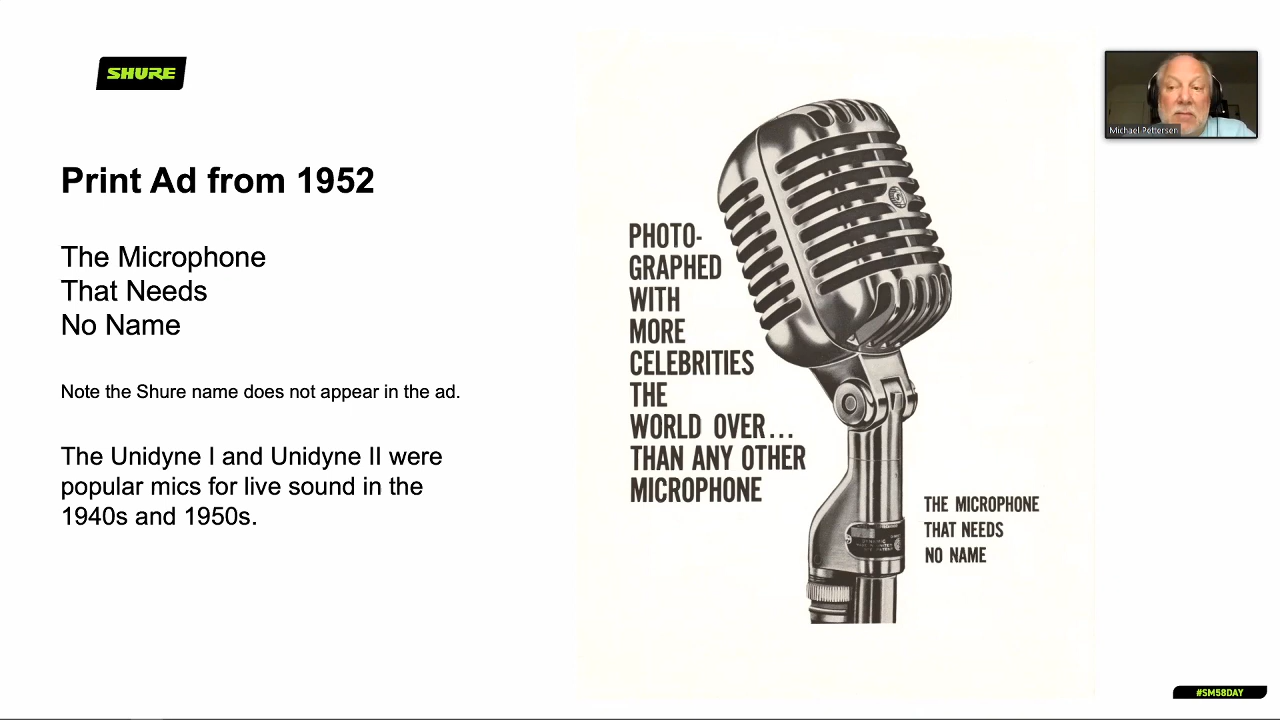 SHURE
Print Ad from 1952
The Microphone
That Needs
No Name
Note the Shure name does not appear in the ad.
The Unidyne I and Unidyne II were
popular mics for live sound in the
1940s and 1950s.
PHOTO-
GRAPHED
WITH
MORE
CELEBRITIES
THE
WORLD OVER...
THAN ANY OTHER
MICROPHONE
THE MICROPHONE
THAT NEEDS
NO NAME
Michael Pettersen
#SM58DAY